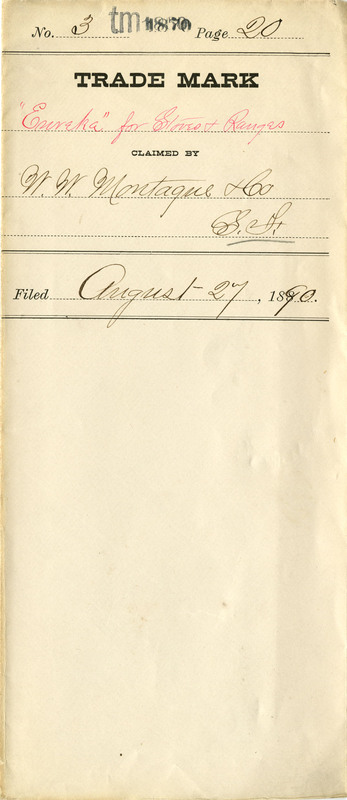 No. 3 tm 1870 Page 20
TRADE MARK
"Eureka" for Stoves & Ranges
CLAIMED BY
W. W. Montague & Co
S. F.
Filed August 27, 1890.